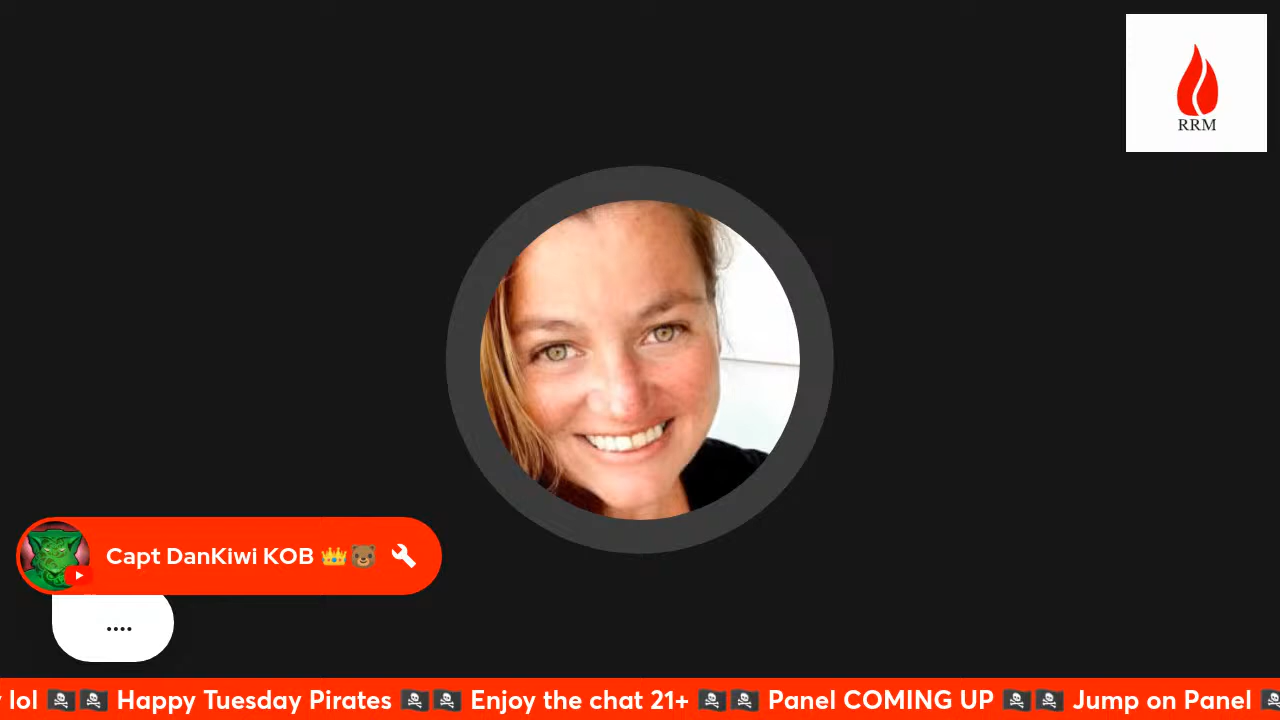 RRM
Capt DanKiwi KOB 👑🐻
....
lol 🏴‍☠️🏴‍☠️ Happy Tuesday Pirates 🏴‍☠️🏴‍☠️ Enjoy the chat 21+ 🏴‍☠️🏴‍☠️ Panel COMING UP 🏴‍☠️🏴‍☠️ Jump on Panel 🏴‍☠️